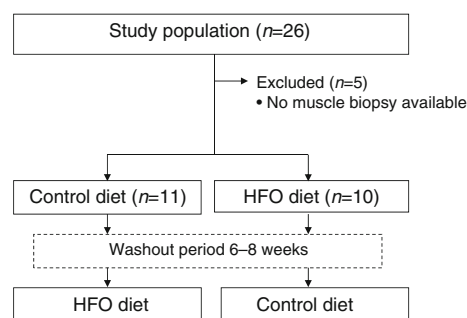 Study population (n=26)
Excluded (n=5)
• No muscle biopsy available
Control diet (n=11)
HFO diet (n=10)
Washout period 6–8 weeks
HFO diet
Control diet